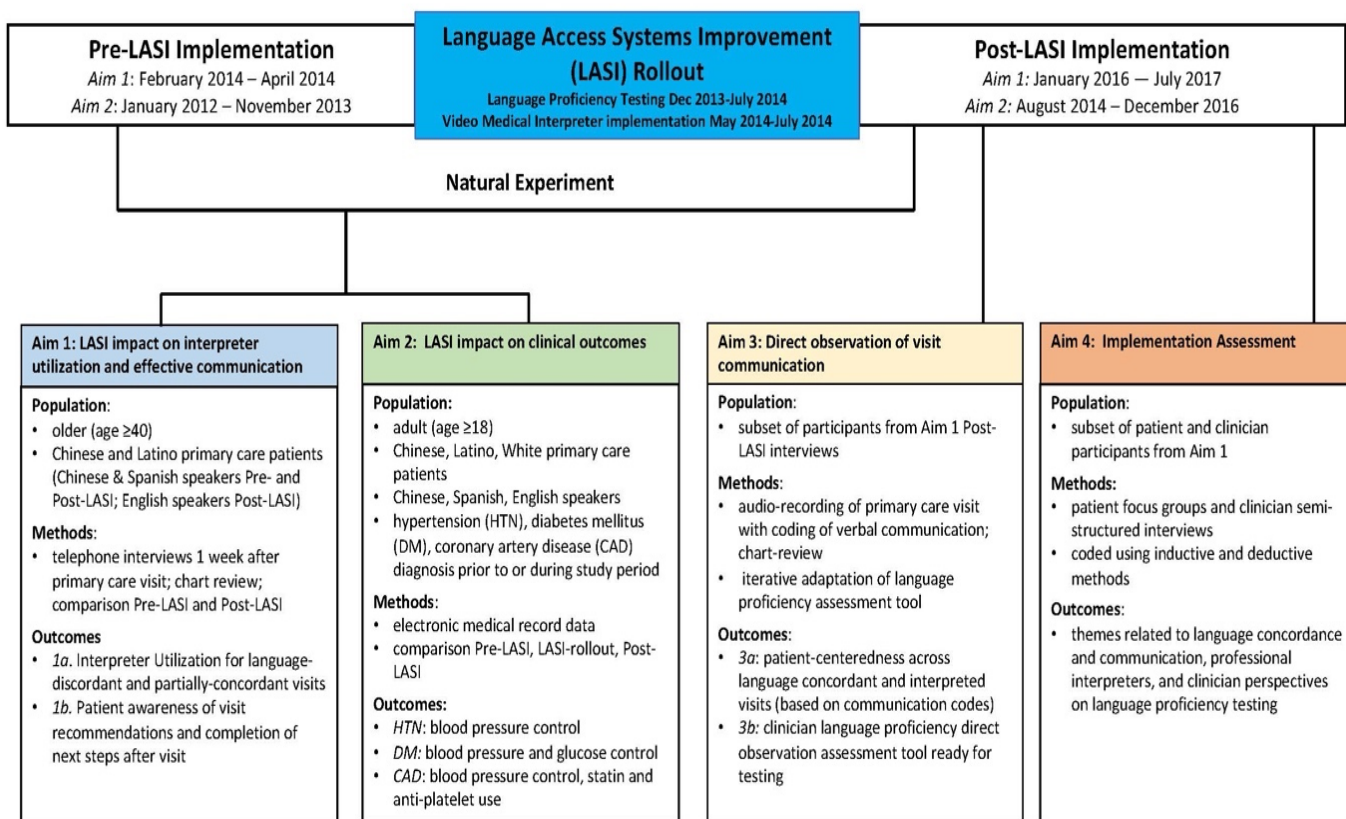 Pre-LASI Implementation
Aim 1: February 2014 – April 2014
Aim 2: January 2012 – November 2013
Language Access Systems Improvement
(LASI) Rollout
Language Proficiency Testing Dec 2013-July 2014
Video Medical Interpreter implementation May 2014-July 2014
Post-LASI Implementation
Aim 1: January 2016 — July 2017
Aim 2: August 2014 – December 2016
Natural Experiment
Aim 1: LASI impact on interpreter
utilization and effective communication
Population:
• older (age ≥40)
• Chinese and Latino primary care patients
(Chinese & Spanish speakers Pre- and
Post-LASI; English speakers Post-LASI)
Methods:
• telephone interviews 1 week after
primary care visit; chart review;
comparison Pre-LASI and Post-LASI
Outcomes
• 1a. Interpreter Utilization for language-
discordant and partially-concordant visits
• 1b. Patient awareness of visit
recommendations and completion of
next steps after visit
Aim 2: LASI impact on clinical outcomes
Population:
• adult (age ≥18)
• Chinese, Latino, White primary care
patients
• Chinese, Spanish, English speakers
• hypertension (HTN), diabetes mellitus
(DM), coronary artery disease (CAD)
diagnosis prior to or during study period
Methods:
• electronic medical record data
• comparison Pre-LASI, LASI-rollout, Post-
LASI
Outcomes:
• HTN: blood pressure control
• DM: blood pressure and glucose control
• CAD: blood pressure control, statin and
anti-platelet use
Aim 3: Direct observation of visit
communication
Population:
• subset of participants from Aim 1 Post-
LASI interviews
Methods:
• audio-recording of primary care visit
with coding of verbal communication;
chart-review
• iterative adaptation of language
proficiency assessment tool
Outcomes:
• 3a: patient-centeredness across
language concordant and interpreted
visits (based on communication codes)
• 3b: clinician language proficiency direct
observation assessment tool ready for
testing
Aim 4: Implementation Assessment
Population:
• subset of patient and clinician
participants from Aim 1
Methods:
• patient focus groups and clinician semi-
structured interviews
• coded using inductive and deductive
methods
Outcomes:
• themes related to language concordance
and communication, professional
interpreters, and clinician perspectives
on language proficiency testing